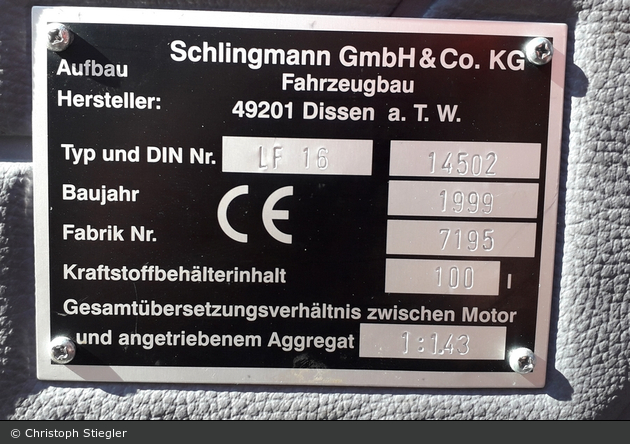 Schlingmann GmbH & Co. KG
Aufbau
Fahrzeugbau
Hersteller:
49201 Dissen a. T. W.
Typ und DIN Nr. LF 16 14502
Baujahr 1999
CE
Fabrik Nr. 7195
Kraftstoffbehälterinhalt 100 l
Gesamtübersetzungsverhältnis zwischen Motor
und angetriebenem Aggregat 1:1.43
© Christoph Stiegler